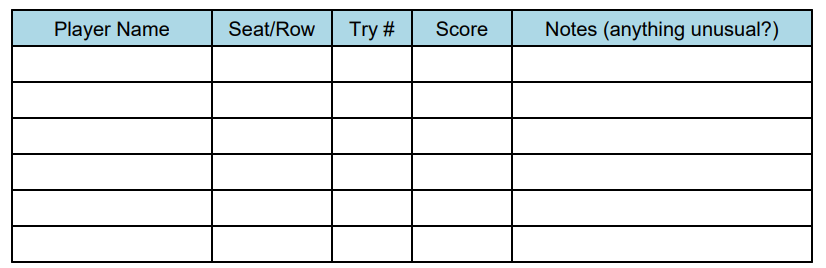 Player Name Seat/Row Try # Score Notes (anything unusual?)